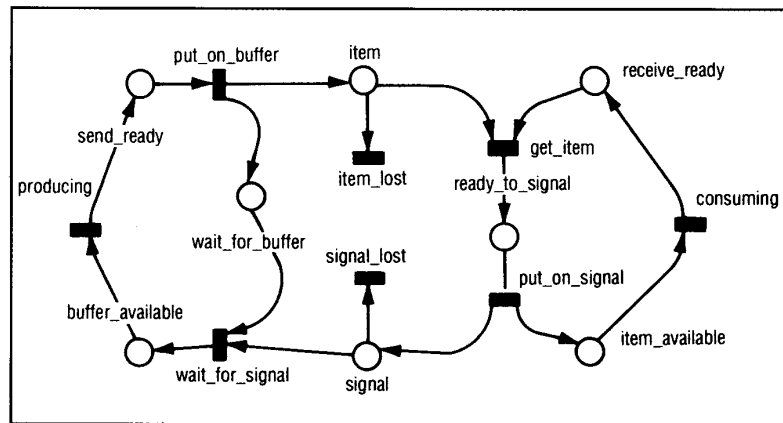 put_on_buffer
item
receive_ready
send_ready
get_item
item_lost
ready_to_signal
producing
consuming
wait_for_buffer
signal_lost
put_on_signal
buffer_available
item_available
wait_for_signal
signal